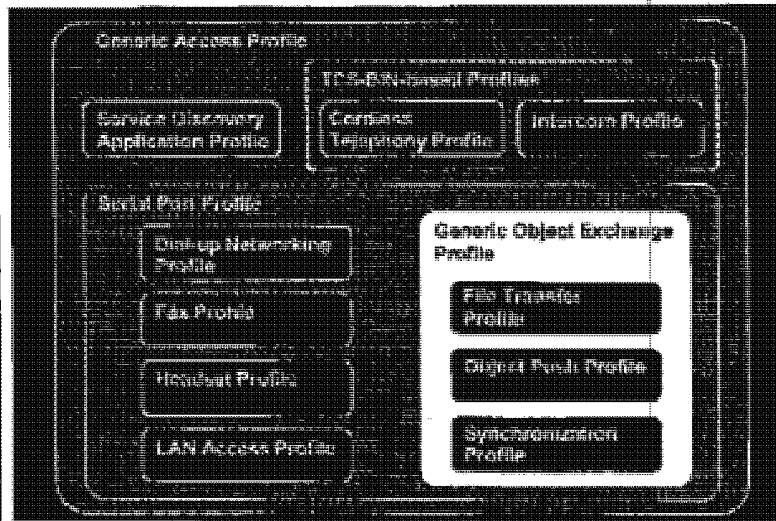 Generic Access Profile
TCS-BIN-based Profiles
Service Discovery
Application Profile
Cordless
Telephony Profile
Intercom Profile
Serial Port Profile
Dial-up Networking
Profile
Fax Profile
Headset Profile
LAN Access Profile
Generic Object Exchange
Profile
File Transfer
Profile
Object Push Profile
Synchronization
Profile